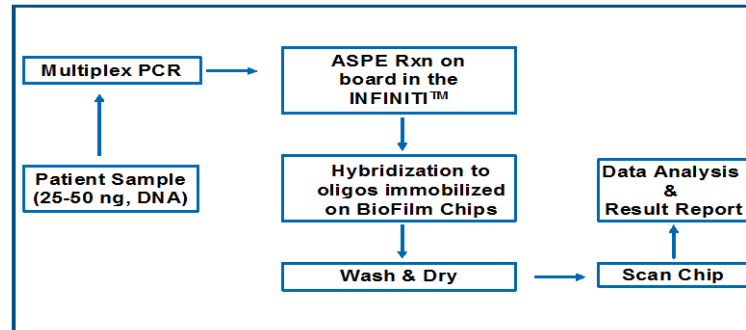 Multiplex PCR
ASPE Rxn on
board in the
INFINITI™
Patient Sample
(25-50 ng, DNA)
Hybridization to
oligos immobilized
on BioFilm Chips
Data Analysis
&
Result Report
Wash & Dry
Scan Chip